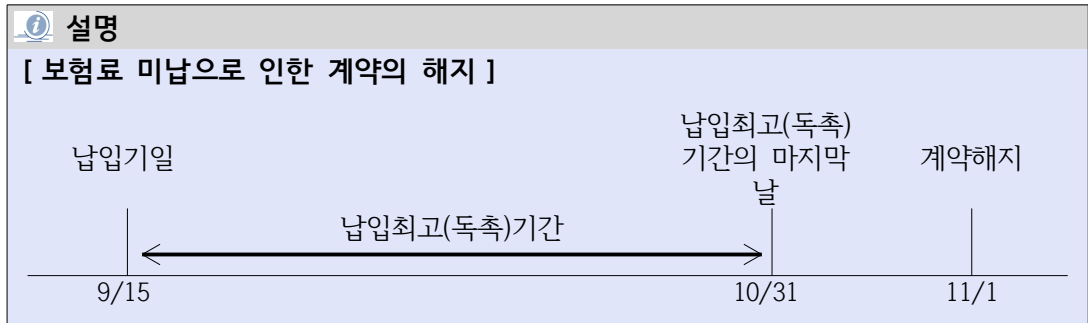 설명
[ 보험료 미납으로 인한 계약의 해지 ]
납입최고(독촉)
납입기일 기간의 마지막 계약해지
날
납입최고(독촉)기간
9/15 10/31 11/1